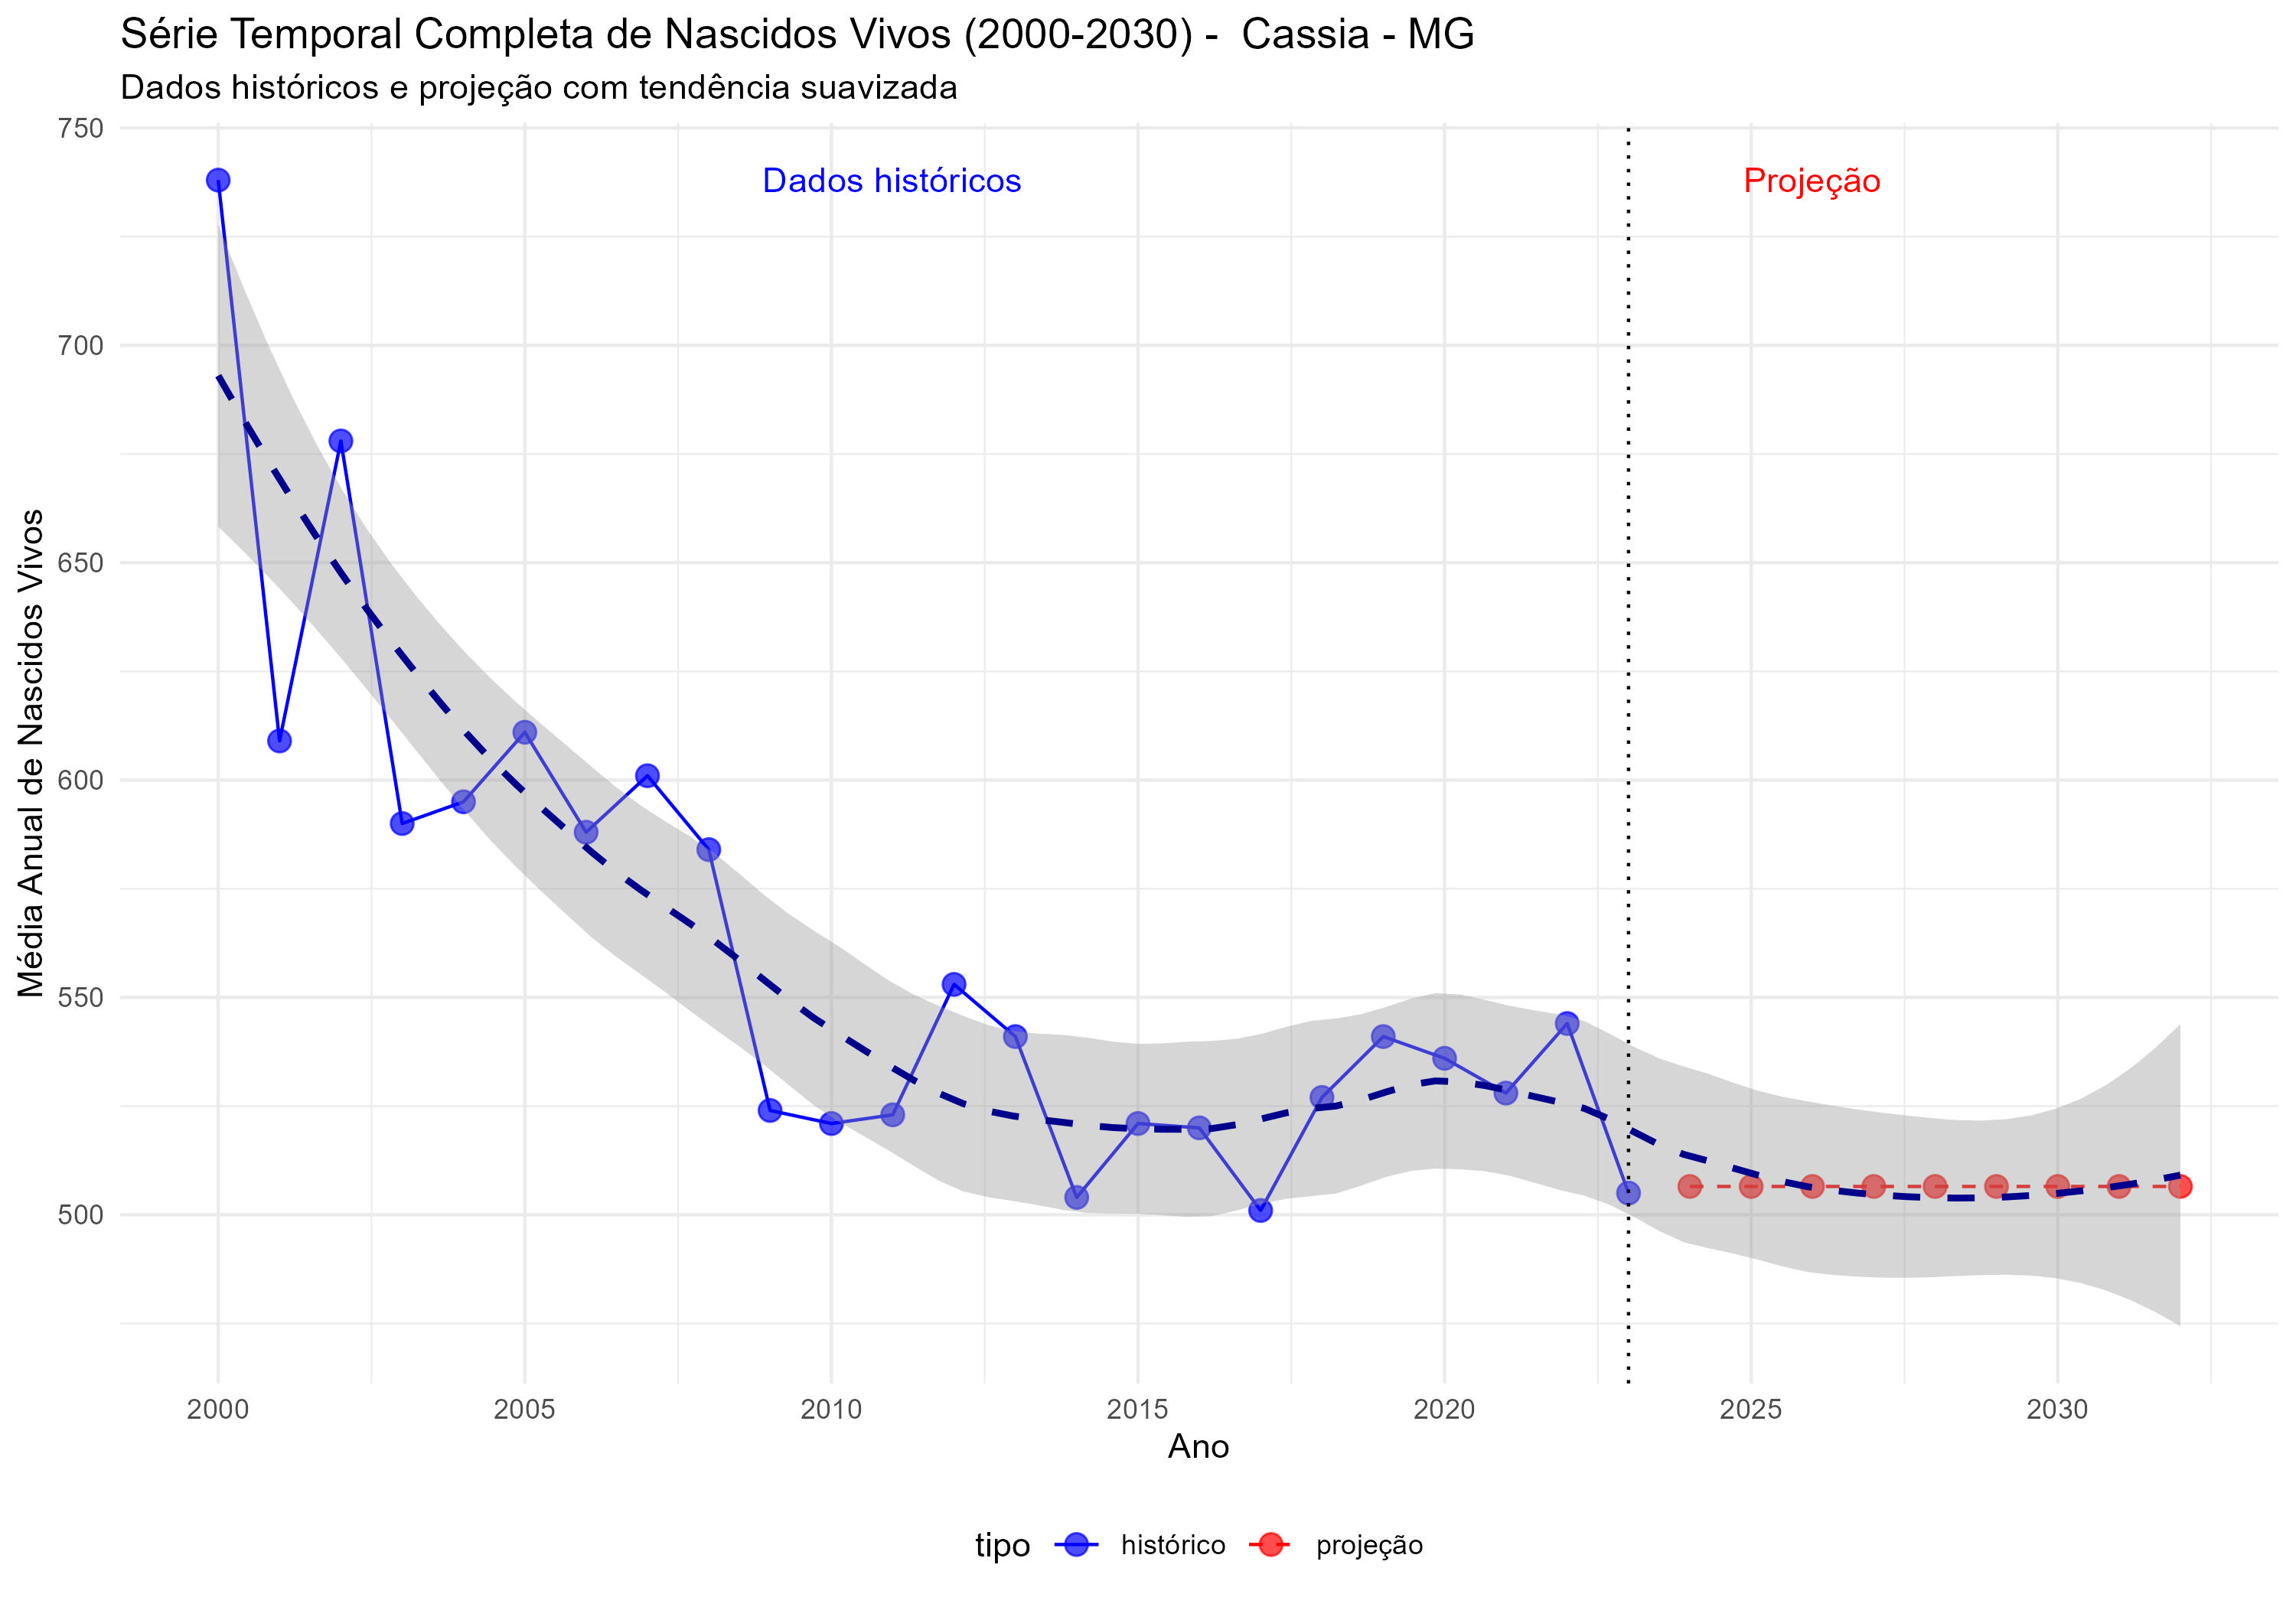 Série Temporal Completa de Nascidos Vivos (2000-2030) -  Cassia - MG
Dados históricos e projeção com tendência suavizada
Média Anual de Nascidos Vivos
750
700
650
600
550
500
Dados históricos
Projeção
2000
2005
2010
2015
2020
2025
2030
Ano
tipo
histórico
projeção